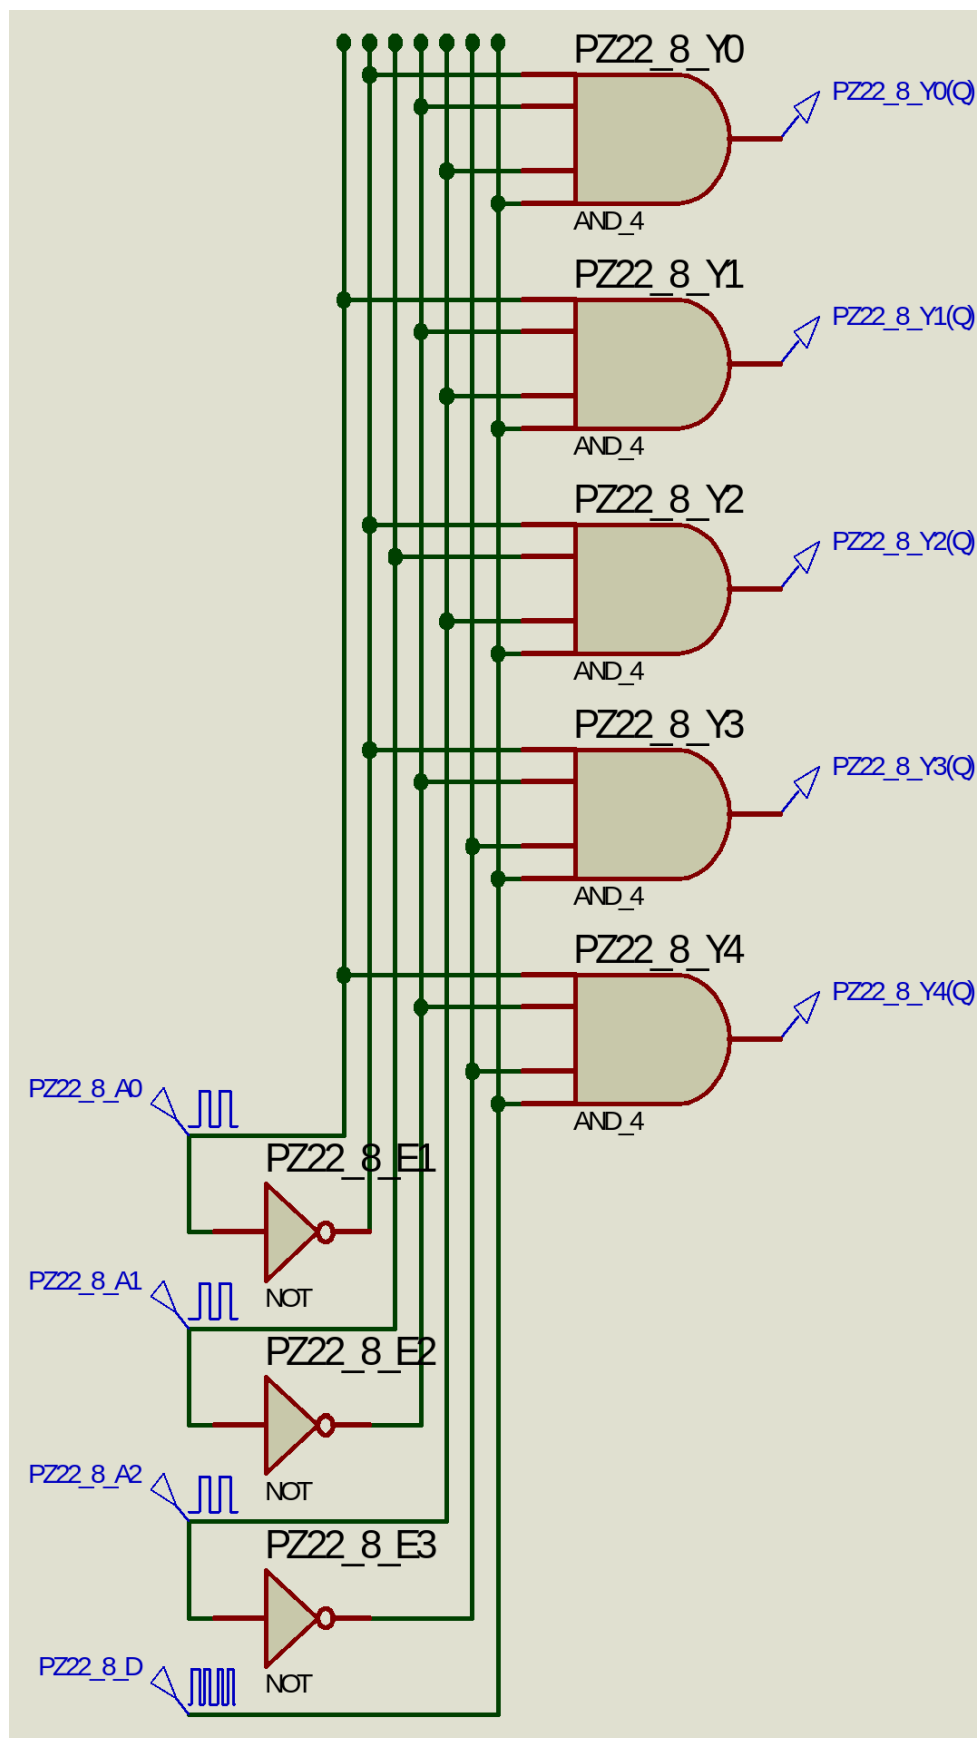 PZ22_8_Y0
PZ22_8_Y0(Q)
AND_4
PZ22_8_Y1
PZ22_8_Y1(Q)
AND_4
PZ22_8_Y2
PZ22_8_Y2(Q)
AND_4
PZ22_8_Y3
PZ22_8_Y3(Q)
AND_4
PZ22_8_Y4
PZ22_8_Y4(Q)
AND_4
PZ22_8_A0
PZ22_8_E1
NOT
PZ22_8_A1
PZ22_8_E2
NOT
PZ22_8_A2
PZ22_8_E3
NOT
PZ22_8_D